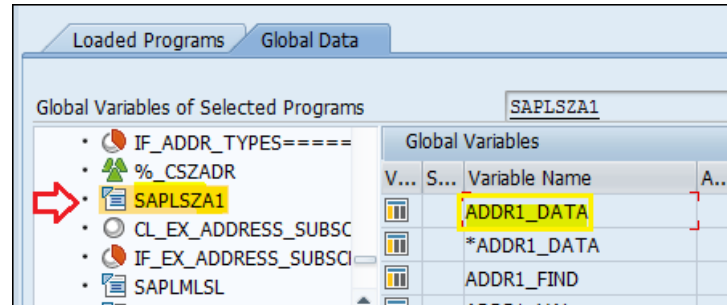 Loaded Programs Global Data
Global Variables of Selected Programs SAPLSZA1
IF_ADDR_TYPES=====
%_CSZADR
SAPLSZA1
CL_EX_ADDRESS_SUBSC
IF_EX_ADDRESS_SUBSCI
SAPLMLSL
Global Variables
V... S... Variable Name A..
ADDR1_DATA
*ADDR1_DATA
ADDR1_FIND